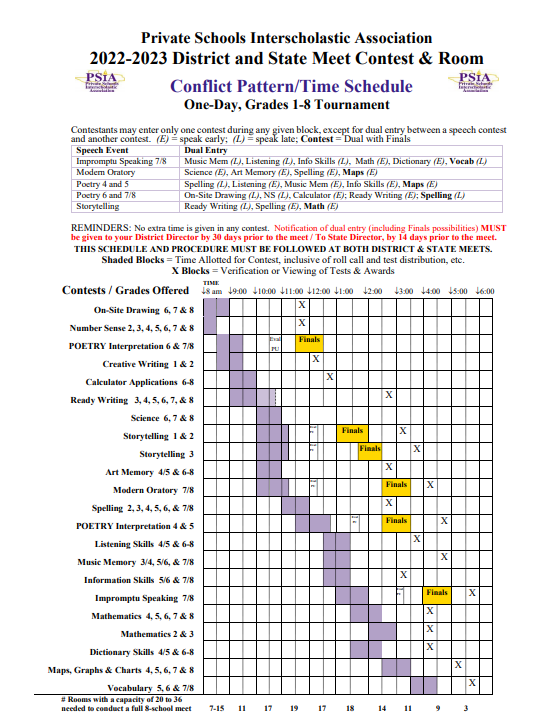 Private Schools Interscholastic Association
2022-2023 District and State Meet Contest & Room
PSIA
Private Schools
Interscholastic
Association
Conflict Pattern/Time Schedule
PSIA
Private Schools
Interscholastic
Association
One-Day, Grades 1-8 Tournament
Contestants may enter only one contest during any given block, except for dual entry between a speech contest
and another contest. (E) = speak early; (L) = speak late; Contest = Dual with Finals
Speech Event Dual Entry
Impromptu Speaking 7/8 Music Mem (L), Listening (L), Info Skills (L), Math (E), Dictionary (E), Vocab (L)
Modern Oratory Science (E), Art Memory (E), Spelling (E), Maps (E)
Poetry 4 and 5 Spelling (L), Listening (E), Music Mem (E), Info Skills (E), Maps (E)
Poetry 6 and 7/8 On-Site Drawing (L), NS (L), Calculator (E); Ready Writing (E); Spelling (L)
Storytelling Ready Writing (L), Spelling (E), Math (E)
REMINDERS: No extra time is given in any contest. Notification of dual entry (including Finals possibilities) MUST
be given to your District Director by 30 days prior to the meet / To State Director, by 14 days prior to the meet.
THIS SCHEDULE AND PROCEDURE MUST BE FOLLOWED AT BOTH DISTRICT & STATE MEETS.
Shaded Blocks = Time Allotted for Contest, inclusive of roll call and test distribution, etc.
X Blocks = Verification or Viewing of Tests & Awards
TIME
Contests / Grades Offered ↓8 am ↓9:00 ↓10:00 ↓11:00 ↓12:00 ↓1:00 ↓2:00 ↓3:00 ↓4:00 ↓5:00 ↓6:00
On-Site Drawing 6, 7 & 8 X
Number Sense 2, 3, 4, 5, 6, 7 & 8 X
POETRY Interpretation 6 & 7/8 Eval PU Finals
Creative Writing 1 & 2 X
Calculator Applications 6-8 X
Ready Writing 3, 4, 5, 6, 7, & 8 X
Science 6, 7 & 8
Storytelling 1 & 2 Finals X
Storytelling 3 Finals X
Art Memory 4/5 & 6-8 X
Modern Oratory 7/8 Finals X
Spelling 2, 3, 4, 5, 6, 7 & 8 X
POETRY Interpretation 4 & 5 Finals X
Listening Skills 4/5 & 6-8 X
Music Memory 3/4, 5/6, & 7/8 X
Information Skills 5/6 & 7/8 X
Impromptu Speaking 7/8 Finals X
Mathematics 4, 5, 6, 7 & 8 X
Mathematics 2 & 3 X
Dictionary Skills 4/5 & 6-8 X
Maps, Graphs & Charts 4, 5, 6, 7 & 8 X
Vocabulary 5, 6 & 7/8 X
# Rooms with a capacity of 20 to 36
needed to conduct a full 8-school meet 7-15 11 17 19 17 18 14 11 9 3